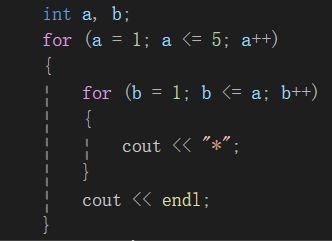 int a, b;
for (a = 1; a <= 5; a++)
{
for (b = 1; b <= a; b++)
{
cout << "*";
}
cout << endl;
}